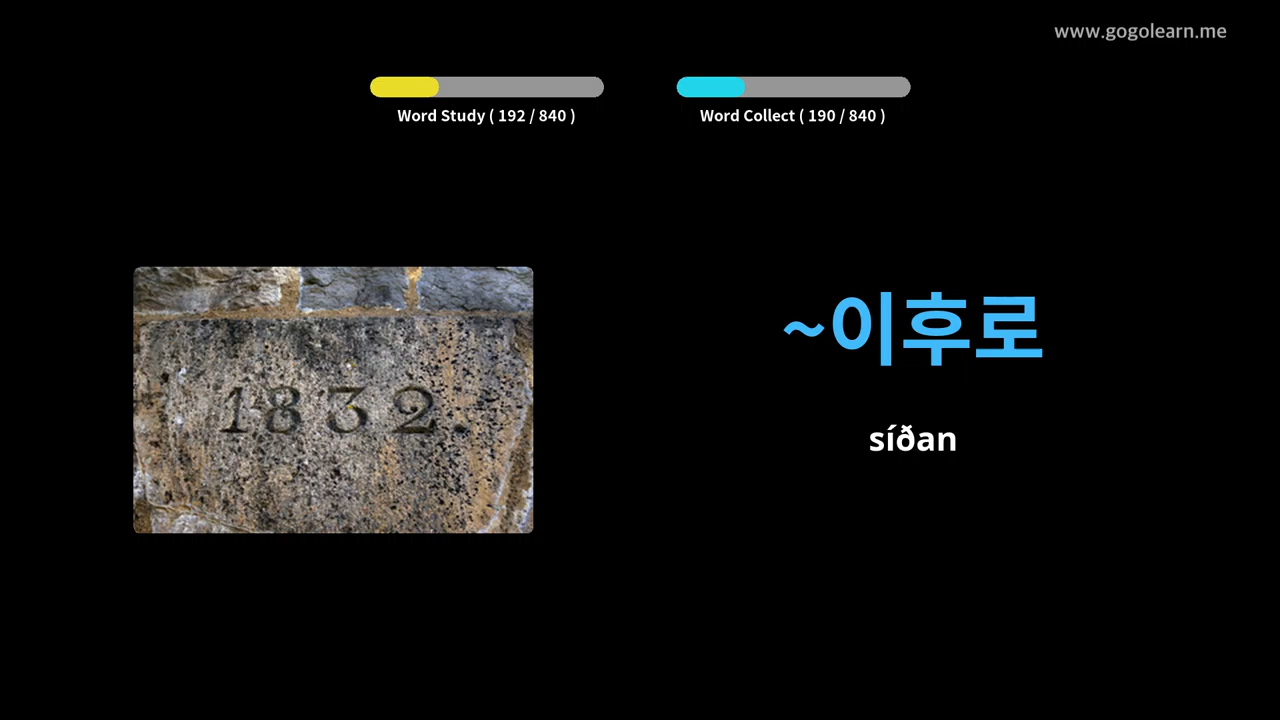 www.gogolearn.me
Word Study ( 192 / 840 )
Word Collect ( 190 / 840 )
1832.
~이후로
síðan